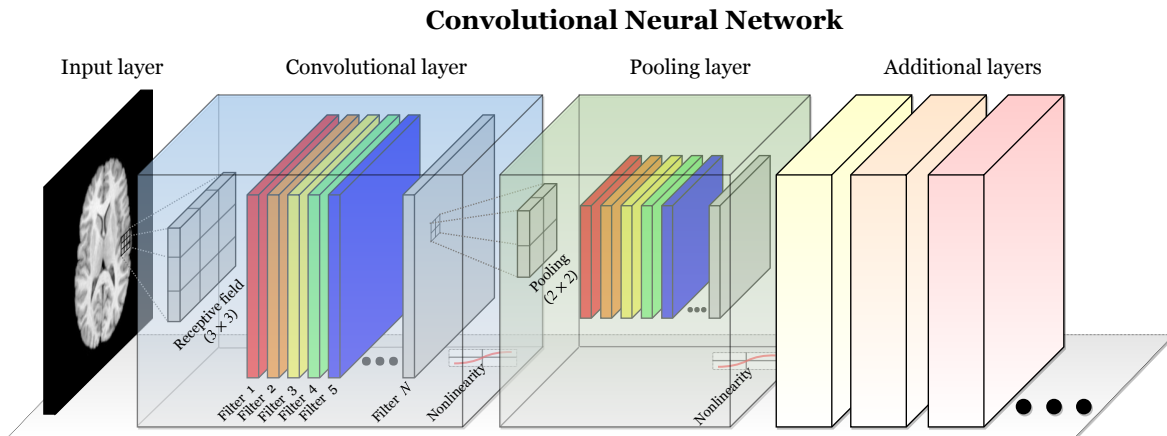 Convolutional Neural Network
Input layer
Convolutional layer
Pooling layer
Additional layers
Receptive field
(3 × 3)
Filter 1
Filter 2
Filter 3
Filter 4
Filter 5
Filter N
Nonlinearity
Pooling
(2 × 2)
Nonlinearity